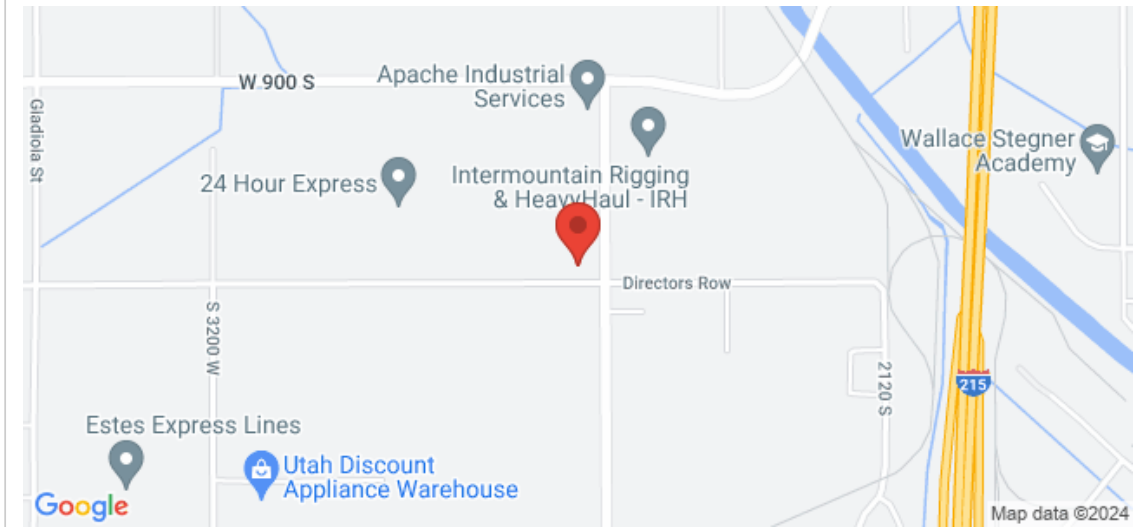 W 900 S
Apache Industrial
Services
Gladiola St
Wallace Stegner
Academy
24 Hour Express
Intermountain Rigging
& HeavyHaul - IRH
Directors Row
S 3200 W
2120 S
215
Estes Express Lines
Utah Discount
Appliance Warehouse
Google
Map data ©2024